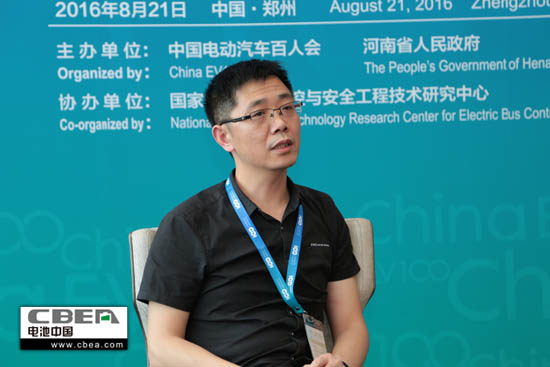 2016年8月21日 中国·郑州 August 21, 2016 Zhengzhou
主办单位： 中国电动汽车百人会 河南省人民政府
Organized by: China EV The People's Government of Hena
协办单位： 国家 控与安全工程技术研究中心
Co-organized by: National Technology Research Center for Electric Bus Cont
China E
EV100
CBEA
电池中国
www.cbea.com